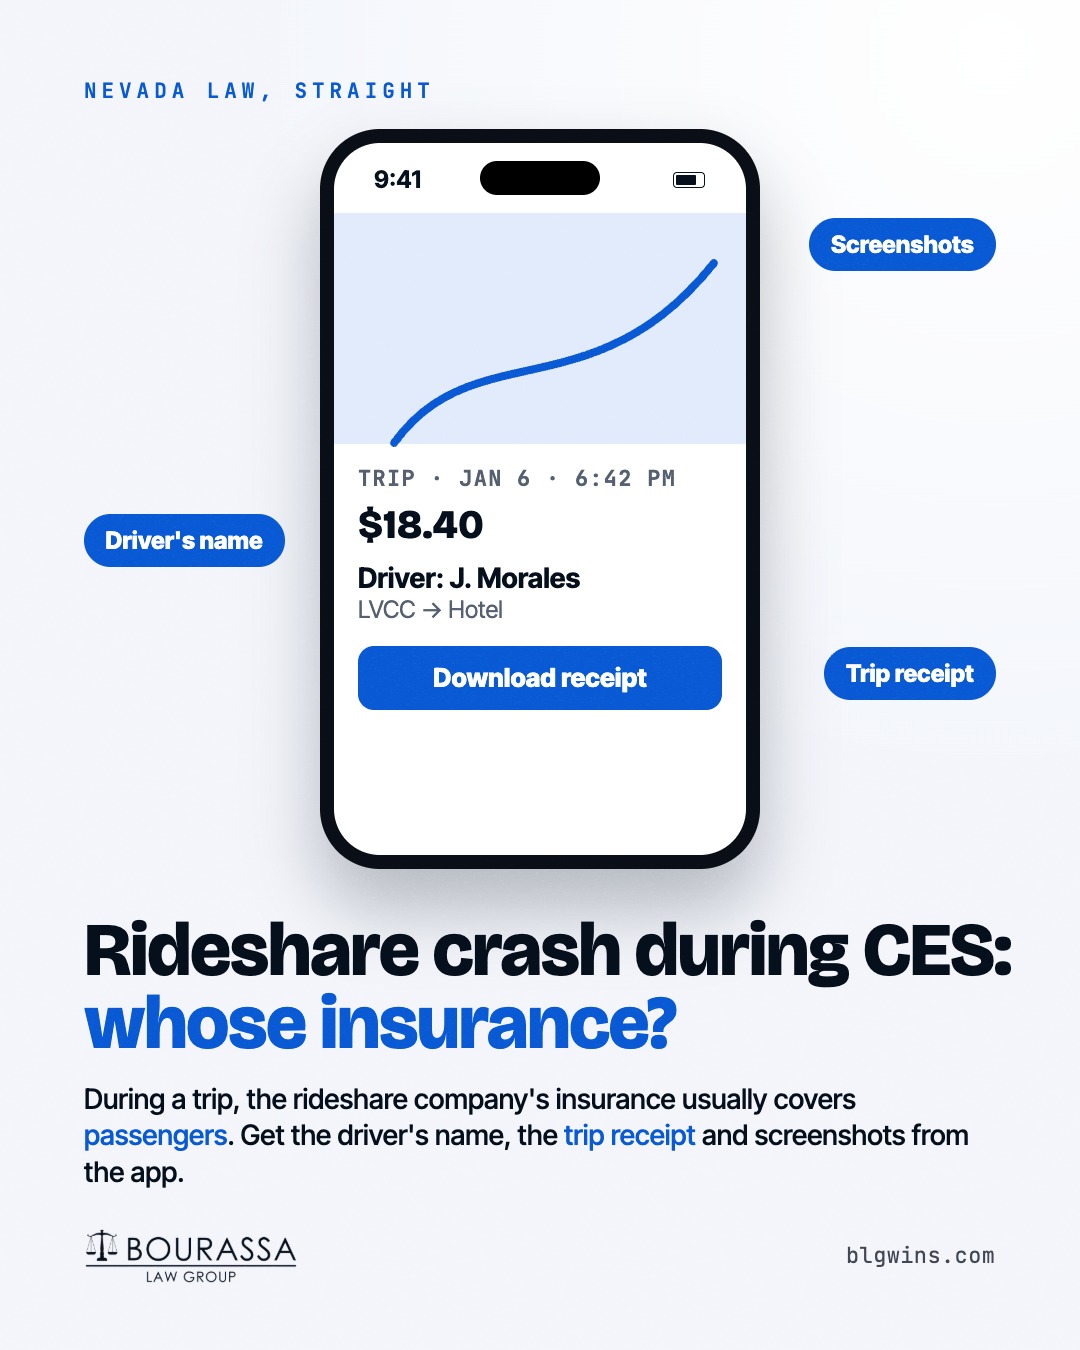 NEVADA LAW, STRAIGHT
9:41
Screenshots
TRIP · JAN 6 · 6:42 PM
$18.40
Driver's name
Driver: J. Morales
LVCC → Hotel
Download receipt
Trip receipt
Rideshare crash during CES:
whose insurance?
During a trip, the rideshare company's insurance usually covers
passengers. Get the driver's name, the trip receipt and screenshots from
the app.
BOURASSA
LAW GROUP
blgwins.com